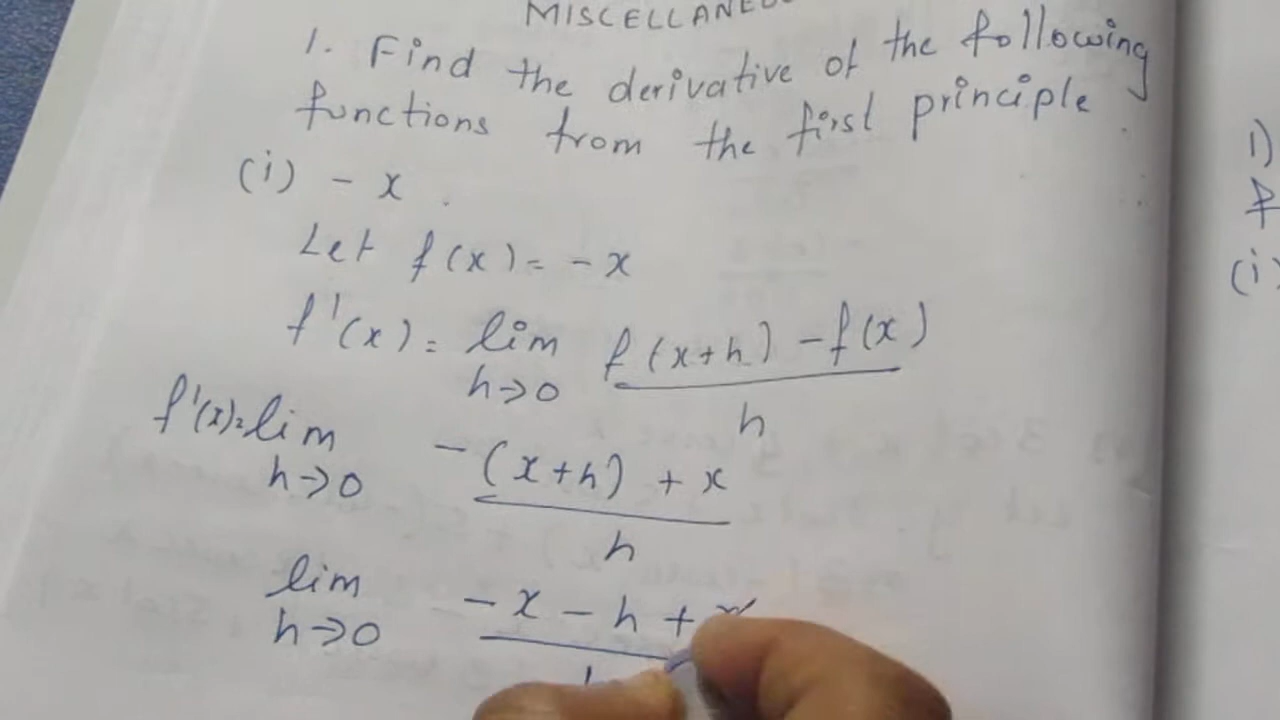 MISCELLANEO
1. Find the derivative of the following
functions from the first principle.
(i) - x.
Let f(x) = -x
f'(x) = lim f(x+h) - f(x)
h→0 h
f'(x) = lim -(x+h) + x
h→0 h
lim -x - h + x
h→0
1)
(i)